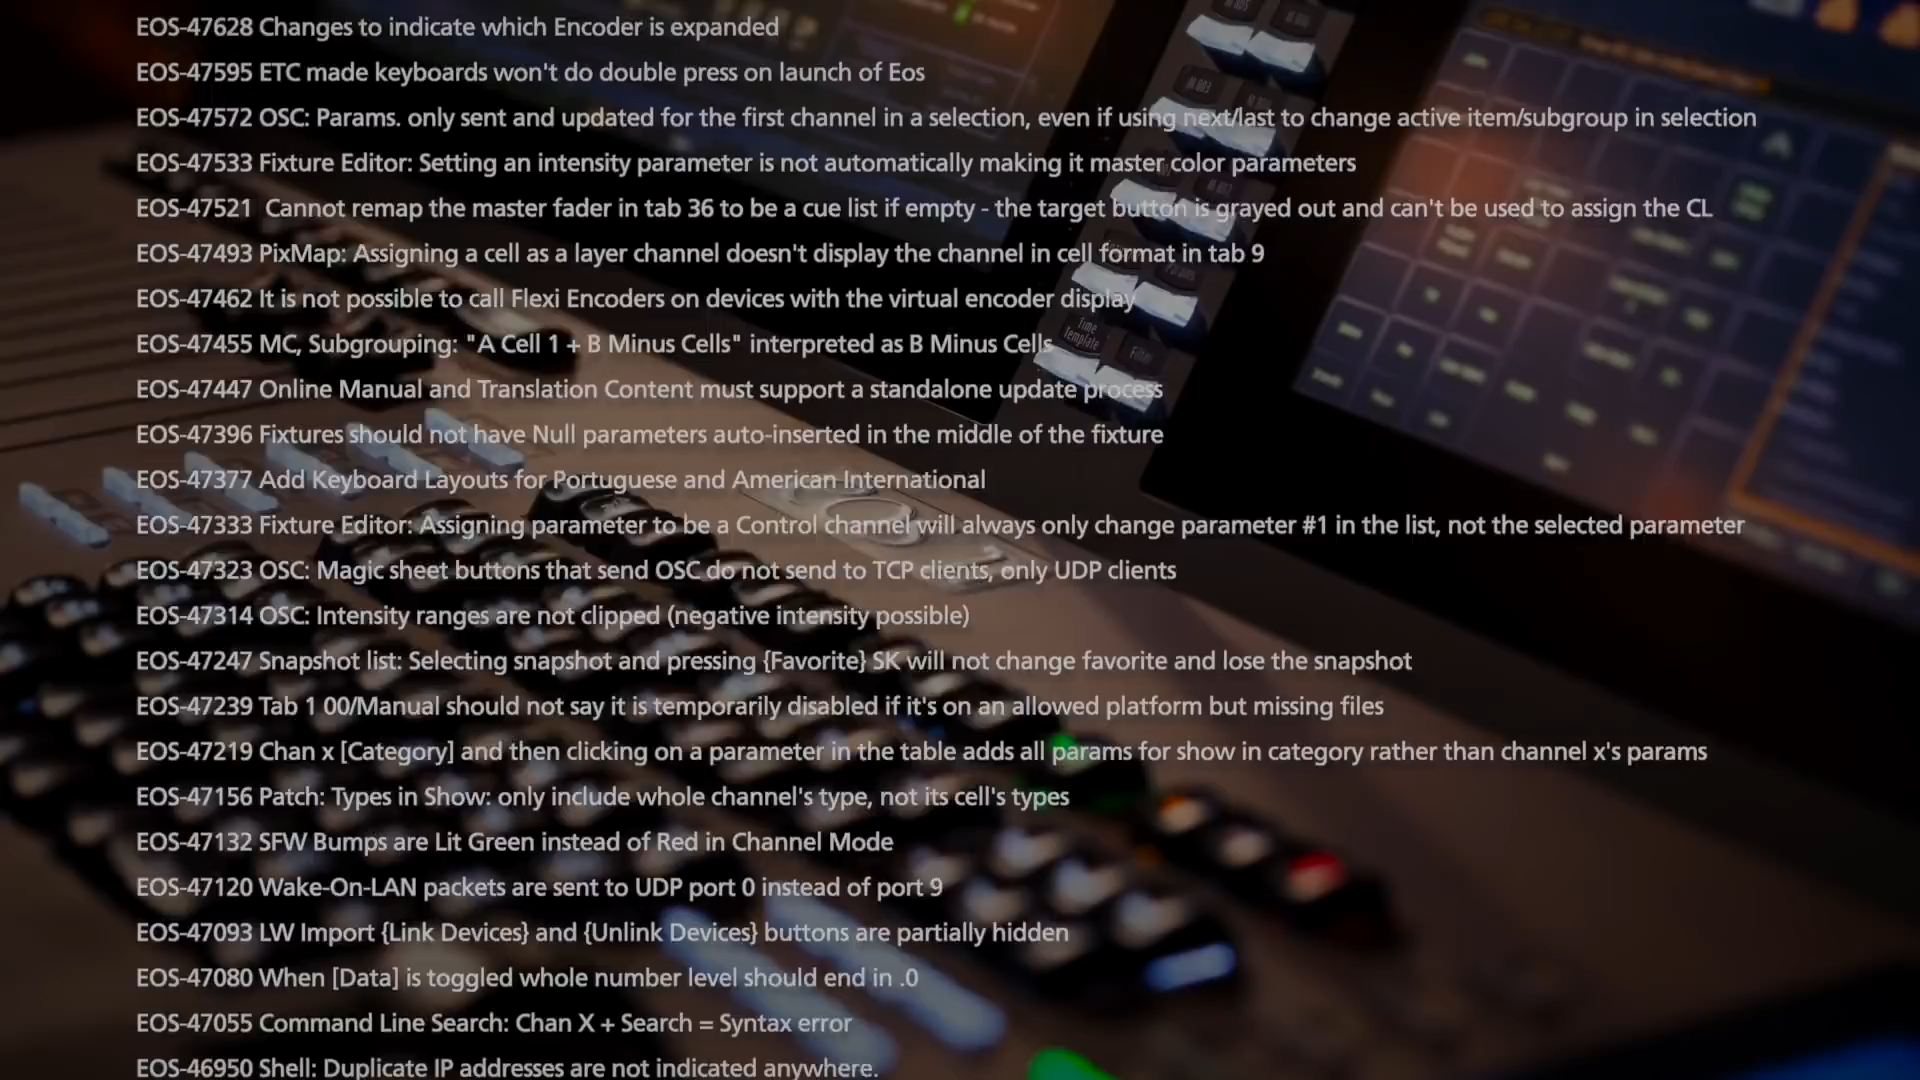 EOS-47628 Changes to indicate which Encoder is expanded
EOS-47595 ETC made keyboards won't do double press on launch of Eos
EOS-47572 OSC: Params. only sent and updated for the first channel in a selection, even if using next/last to change active item/subgroup in selection
EOS-47533 Fixture Editor: Setting an intensity parameter is not automatically making it master color parameters
EOS-47521  Cannot remap the master fader in tab 36 to be a cue list if empty - the target button is grayed out and can't be used to assign the CL
EOS-47493 PixMap: Assigning a cell as a layer channel doesn't display the channel in cell format in tab 9
EOS-47462 It is not possible to call Flexi Encoders on devices with the virtual encoder display
EOS-47455 MC, Subgrouping: "A Cell 1 + B Minus Cells" interpreted as B Minus Cells
EOS-47447 Online Manual and Translation Content must support a standalone update process
EOS-47396 Fixtures should not have Null parameters auto-inserted in the middle of the fixture
EOS-47377 Add Keyboard Layouts for Portuguese and American International
EOS-47333 Fixture Editor: Assigning parameter to be a Control channel will always only change parameter #1 in the list, not the selected parameter
EOS-47323 OSC: Magic sheet buttons that send OSC do not send to TCP clients, only UDP clients
EOS-47314 OSC: Intensity ranges are not clipped (negative intensity possible)
EOS-47247 Snapshot list: Selecting snapshot and pressing {Favorite} SK will not change favorite and lose the snapshot
EOS-47239 Tab 1 00/Manual should not say it is temporarily disabled if it's on an allowed platform but missing files
EOS-47219 Chan x [Category] and then clicking on a parameter in the table adds all params for show in category rather than channel x's params
EOS-47156 Patch: Types in Show: only include whole channel's type, not its cell's types
EOS-47132 SFW Bumps are Lit Green instead of Red in Channel Mode
EOS-47120 Wake-On-LAN packets are sent to UDP port 0 instead of port 9
EOS-47093 LW Import {Link Devices} and {Unlink Devices} buttons are partially hidden
EOS-47080 When [Data] is toggled whole number level should end in .0
EOS-47055 Command Line Search: Chan X + Search = Syntax error
EOS-46950 Shell: Duplicate IP addresses are not indicated anywhere.
Time
Template
Filter